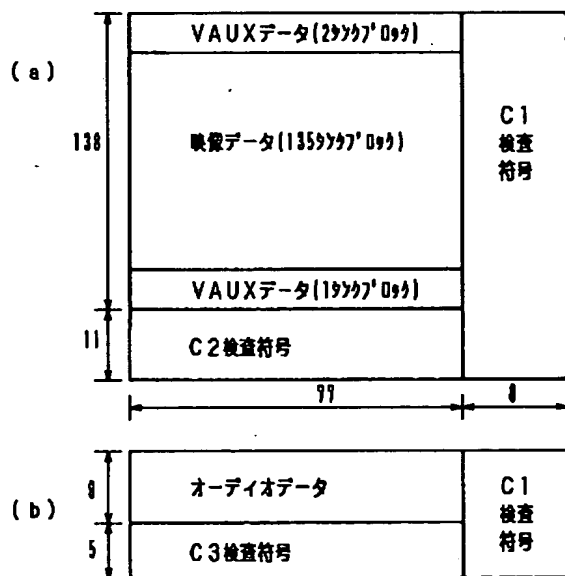 (a)
VAUXデータ(2ｼﾝｸﾌﾞﾛｯｸ)
138
映像データ(135ｼﾝｸﾌﾞﾛｯｸ)
C1
検査
符号
VAUXデータ(1ｼﾝｸﾌﾞﾛｯｸ)
11
C2検査符号
77
8
(b)
9
オーディオデータ
C1
検査
符号
5
C3検査符号